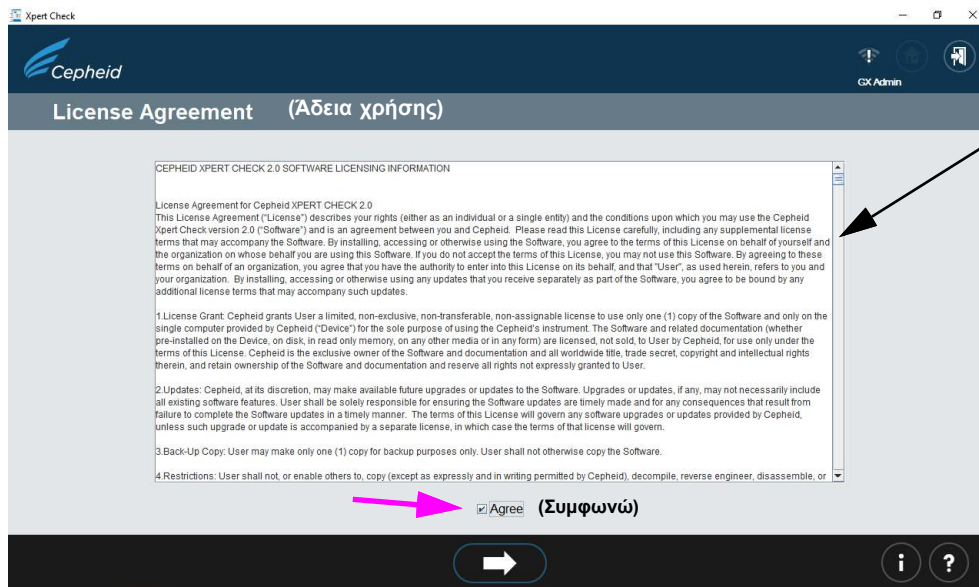 Xpert Check
Cepheid
GX Admin
License Agreement (Άδεια χρήσης)
CEPHEID XPERT CHECK 2.0 SOFTWARE LICENSING INFORMATION
License Agreement for Cepheid XPERT CHECK 2.0
This License Agreement ("License") describes your rights (either as an individual or a single entity) and the conditions upon which you may use the Cepheid
Xpert Check version 2.0 ("Software") and is an agreement between you and Cepheid. Please read this License carefully, including any supplemental license
terms that may accompany the Software. By installing, accessing or otherwise using the Software, you agree to the terms of this License on behalf of yourself and
the organization on whose behalf you are using this Software. If you do not accept the terms of this License, you may not use this Software. By agreeing to these
terms on behalf of an organization, you agree that you have the authority to enter into this License on its behalf, and that "User", as used herein, refers to you and
your organization. By installing, accessing or otherwise using any updates that you receive separately as part of the Software, you agree to be bound by any
additional license terms that may accompany such updates.
1.License Grant: Cepheid grants User a limited, non-exclusive, non-transferable, non-assignable license to use only one (1) copy of the Software and only on the
single computer provided by Cepheid ("Device") for the sole purpose of using the Cepheid's instrument. The Software and related documentation (whether
pre-installed on the Device, on disk, in read only memory, on any other media or in any form) are licensed, not sold, to User by Cepheid, for use only under the
terms of this License. Cepheid is the exclusive owner of the Software and documentation and all worldwide title, trade secret, copyright and intellectual rights
therein, and retain ownership of the Software and documentation and reserve all rights not expressly granted to User.
2.Updates: Cepheid, at its discretion, may make available future upgrades or updates to the Software. Upgrades or updates, if any, may not necessarily include
all existing software features. User shall be solely responsible for ensuring the Software updates are timely made and for any consequences that result from
failure to complete the Software updates in a timely manner. The terms of this License will govern any software upgrades or updates provided by Cepheid,
unless such upgrade or update is accompanied by a separate license, in which case the terms of that license will govern.
3.Back-Up Copy: User may make only one (1) copy for backup purposes only. User shall not otherwise copy the Software.
4.Restrictions: User shall not, or enable others to, copy (except as expressly and in writing permitted by Cepheid), decompile, reverse engineer, disassemble, or
Agree (Συμφωνώ)
i ?